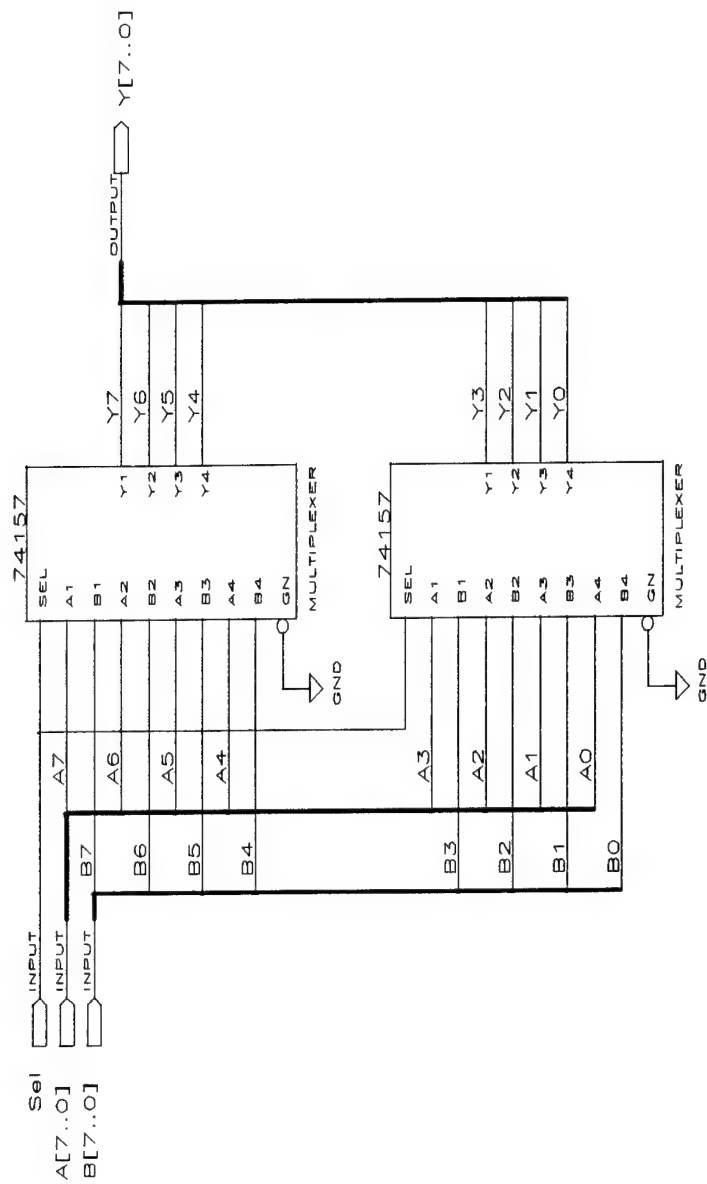 Sel
INPUT
A[7..0]
INPUT
B[7..0]
INPUT
A7
B7
A6
B6
A5
B5
A4
B4
74157
SEL
A1
B1
A2
B2
A3
B3
A4
B4
GN
Y1
Y2
Y3
Y4
MULTIPLEXER
GND
Y7
Y6
Y5
Y4
OUTPUT
Y[7..0]
A3
B3
A2
B2
A1
B1
A0
B0
74157
SEL
A1
B1
A2
B2
A3
B3
A4
B4
GN
Y1
Y2
Y3
Y4
MULTIPLEXER
GND
Y3
Y2
Y1
Y0